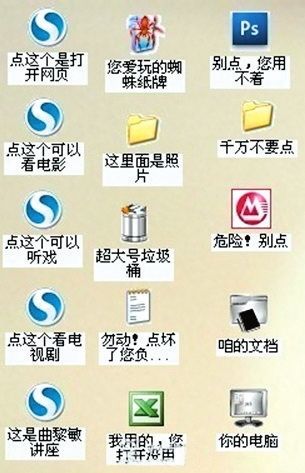 点这个是打
开网页
您爱玩的蜘
蛛纸牌
Ps
别点，您用
不着
点这个可以
看电影
这里面是照
片
千万不要点
点这个可以
听戏
超大号垃圾
桶
危险！别点
点这个看电
视剧
勿动！点坏
了您负...
咱的文档
这是曲黎敏
讲座
我用的，您
打开没用
你的电脑